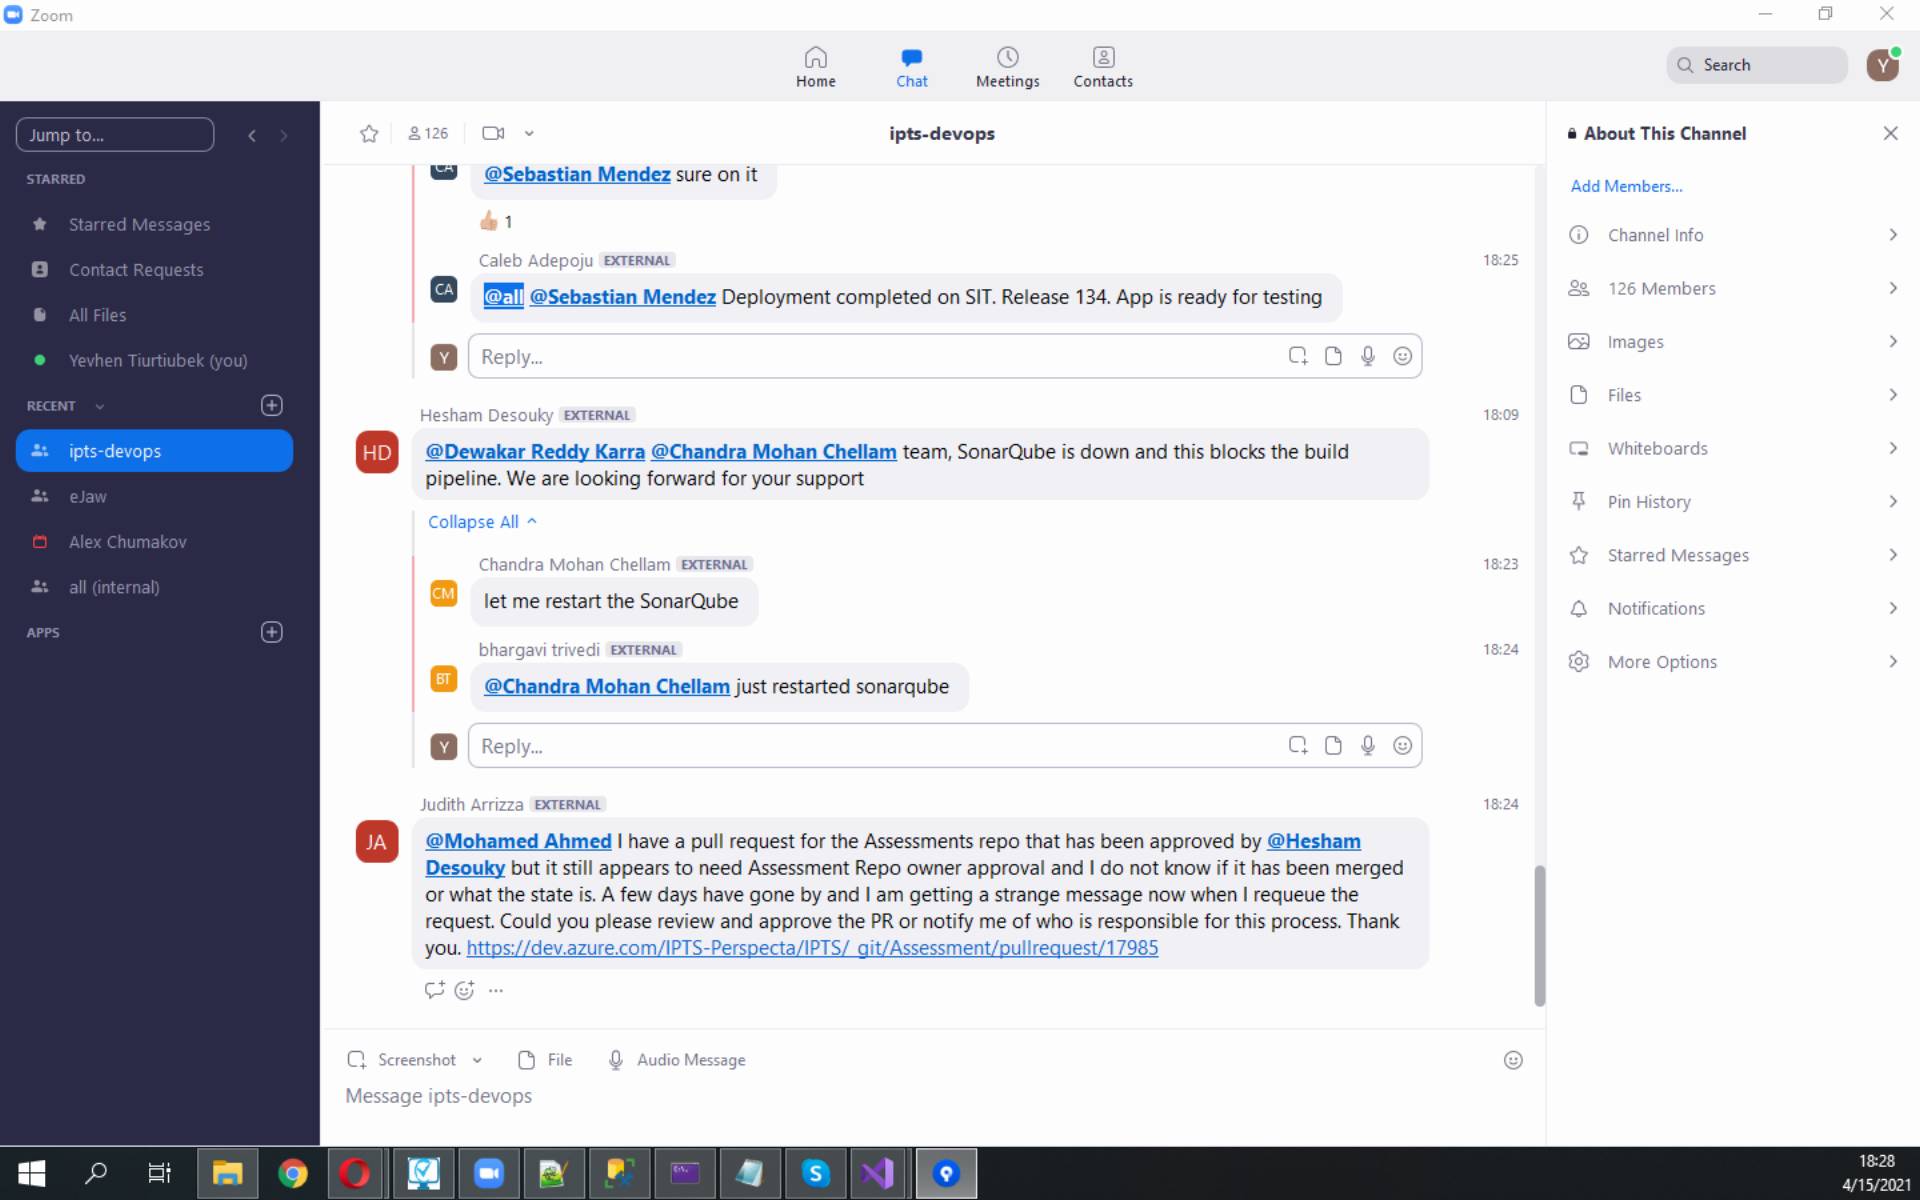 Zoom
Home
Chat
Meetings
Contacts
Search
Y
Jump to...
STARRED
Starred Messages
Contact Requests
All Files
Yevhen Tiurtiubek (you)
RECENT
ipts-devops
eJaw
Alex Chumakov
all (internal)
APPS
126
ipts-devops
CA
@Sebastian Mendez sure on it
1
Caleb Adepoju EXTERNAL 18:25
CA
@all @Sebastian Mendez Deployment completed on SIT. Release 134. App is ready for testing
Y
Reply...
Hesham Desouky EXTERNAL 18:09
HD
@Dewakar Reddy Karra @Chandra Mohan Chellam team, SonarQube is down and this blocks the build
pipeline. We are looking forward for your support
Collapse All
Chandra Mohan Chellam EXTERNAL 18:23
CM
let me restart the SonarQube
bhargavi trivedi EXTERNAL 18:24
BT
@Chandra Mohan Chellam just restarted sonarqube
Y
Reply...
Judith Arrizza EXTERNAL 18:24
JA
@Mohamed Ahmed I have a pull request for the Assessments repo that has been approved by @Hesham
Desouky but it still appears to need Assessment Repo owner approval and I do not know if it has been merged
or what the state is. A few days have gone by and I am getting a strange message now when I requeue the
request. Could you please review and approve the PR or notify me of who is responsible for this process. Thank
you. https://dev.azure.com/IPTS-Perspecta/IPTS/_git/Assessment/pullrequest/17985
Screenshot
File
Audio Message
Message ipts-devops
About This Channel
Add Members...
Channel Info
126 Members
Images
Files
Whiteboards
Pin History
Starred Messages
Notifications
More Options
18:28
4/15/2021